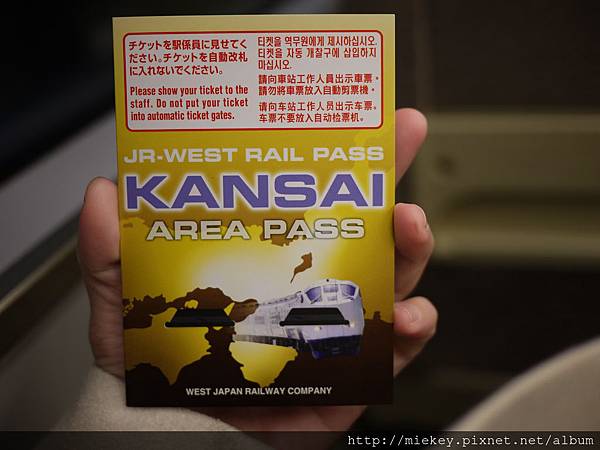 チケットを駅係員に見せてく
ださい。チケットを自動改札
に入れないでください。
Please show your ticket to the
staff. Do not put your ticket
into automatic ticket gates.
티켓을 역무원에게 제시하십시오.
티켓을 자동 개찰구에 삽입하지
마십시오.
請向車站工作人員出示車票。
請勿將車票放入自動剪票機。
请向车站工作人员出示车票。
车票不要放入自动检票机。
JR-WEST RAIL PASS
KANSAI
AREA PASS
WEST JAPAN RAILWAY COMPANY
http://miekey.pixnet.net/album